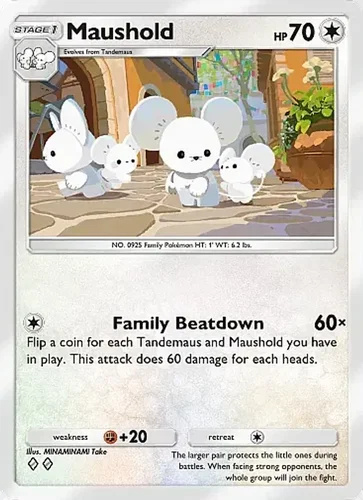 STAGE 1 Maushold HP 70
Evolves from Tandemaus
NO. 0925 Family Pokémon HT: 1' WT: 6.2 lbs.
Family Beatdown 60×
Flip a coin for each Tandemaus and Maushold you have
in play. This attack does 60 damage for each heads.
weakness +20 retreat
Illus. MINAMINAMI Take
The larger pair protects the little ones during
battles. When facing strong opponents, the
whole group will join the fight.